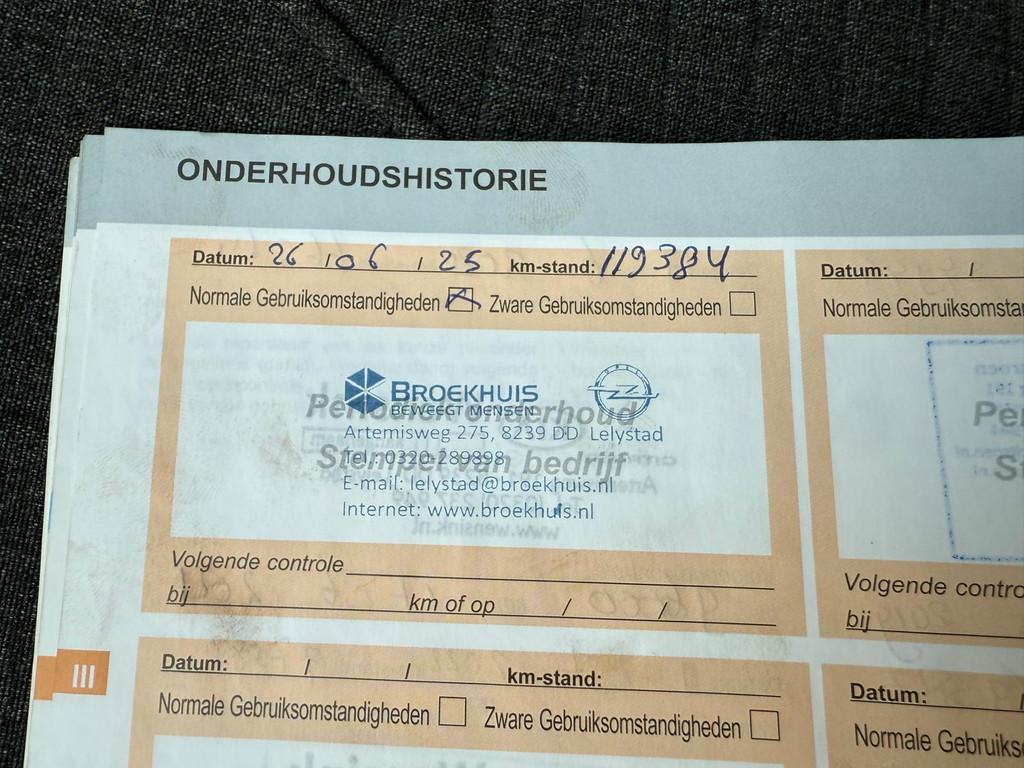 ONDERHOUDSHISTORIE
Datum: 26 / 06 / 25 km-stand: 119384
Normale Gebruiksomstandigheden Zware Gebruiksomstandigheden
BROEKHUIS
BEWEEGT MENSEN
OPEL
Periodiek onderhoud
Artemisweg 275, 8239 DD Lelystad
Tel.: 0320-289898
Stempel van bedrijf
E-mail: lelystad@broekhuis.nl
Internet: www.broekhuis.nl
Volgende controle
bij km of op / /
Datum: / / km-stand:
Normale Gebruiksomstandigheden Zware Gebruiksomstandigheden
III
Datum: /
Normale Gebruiksomsta
Pe
S
Volgende contro
bij
Datum: /
Normale Gebruiks